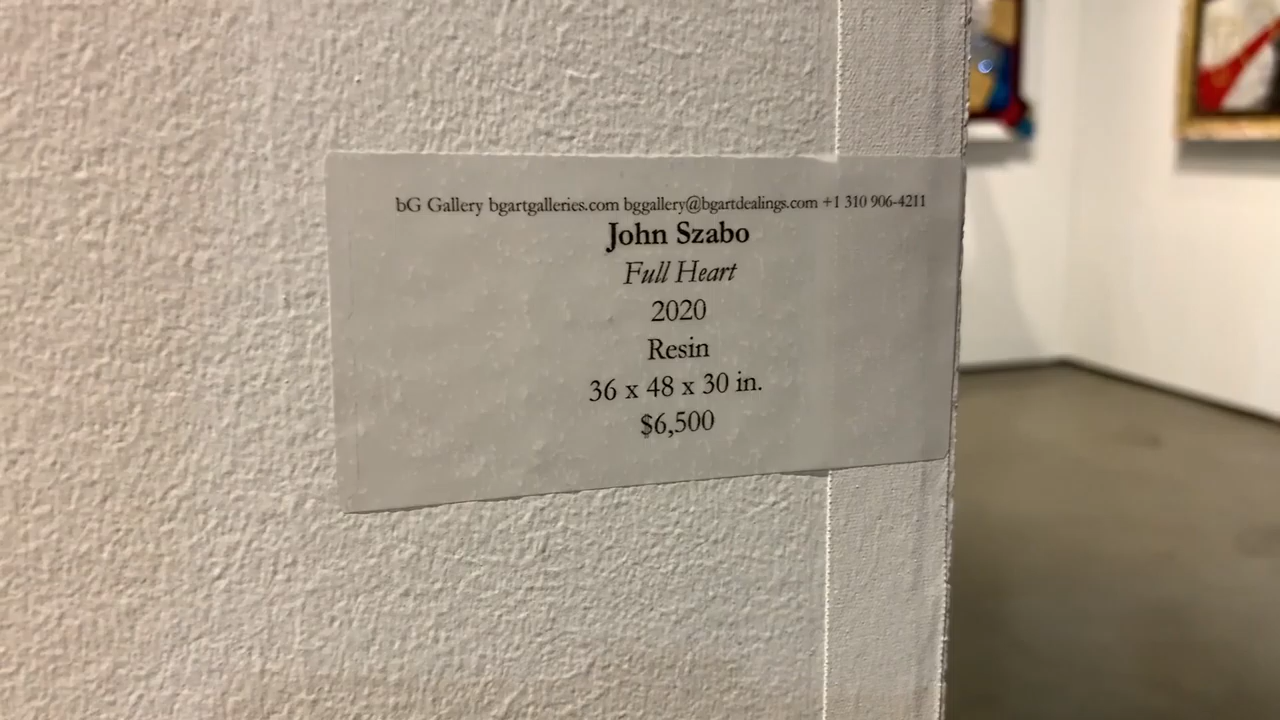 bG Gallery bgartgalleries.com bggallery@bgartdealings.com +1 310 906-4211
John Szabo
Full Heart
2020
Resin
36 x 48 x 30 in.
$6,500